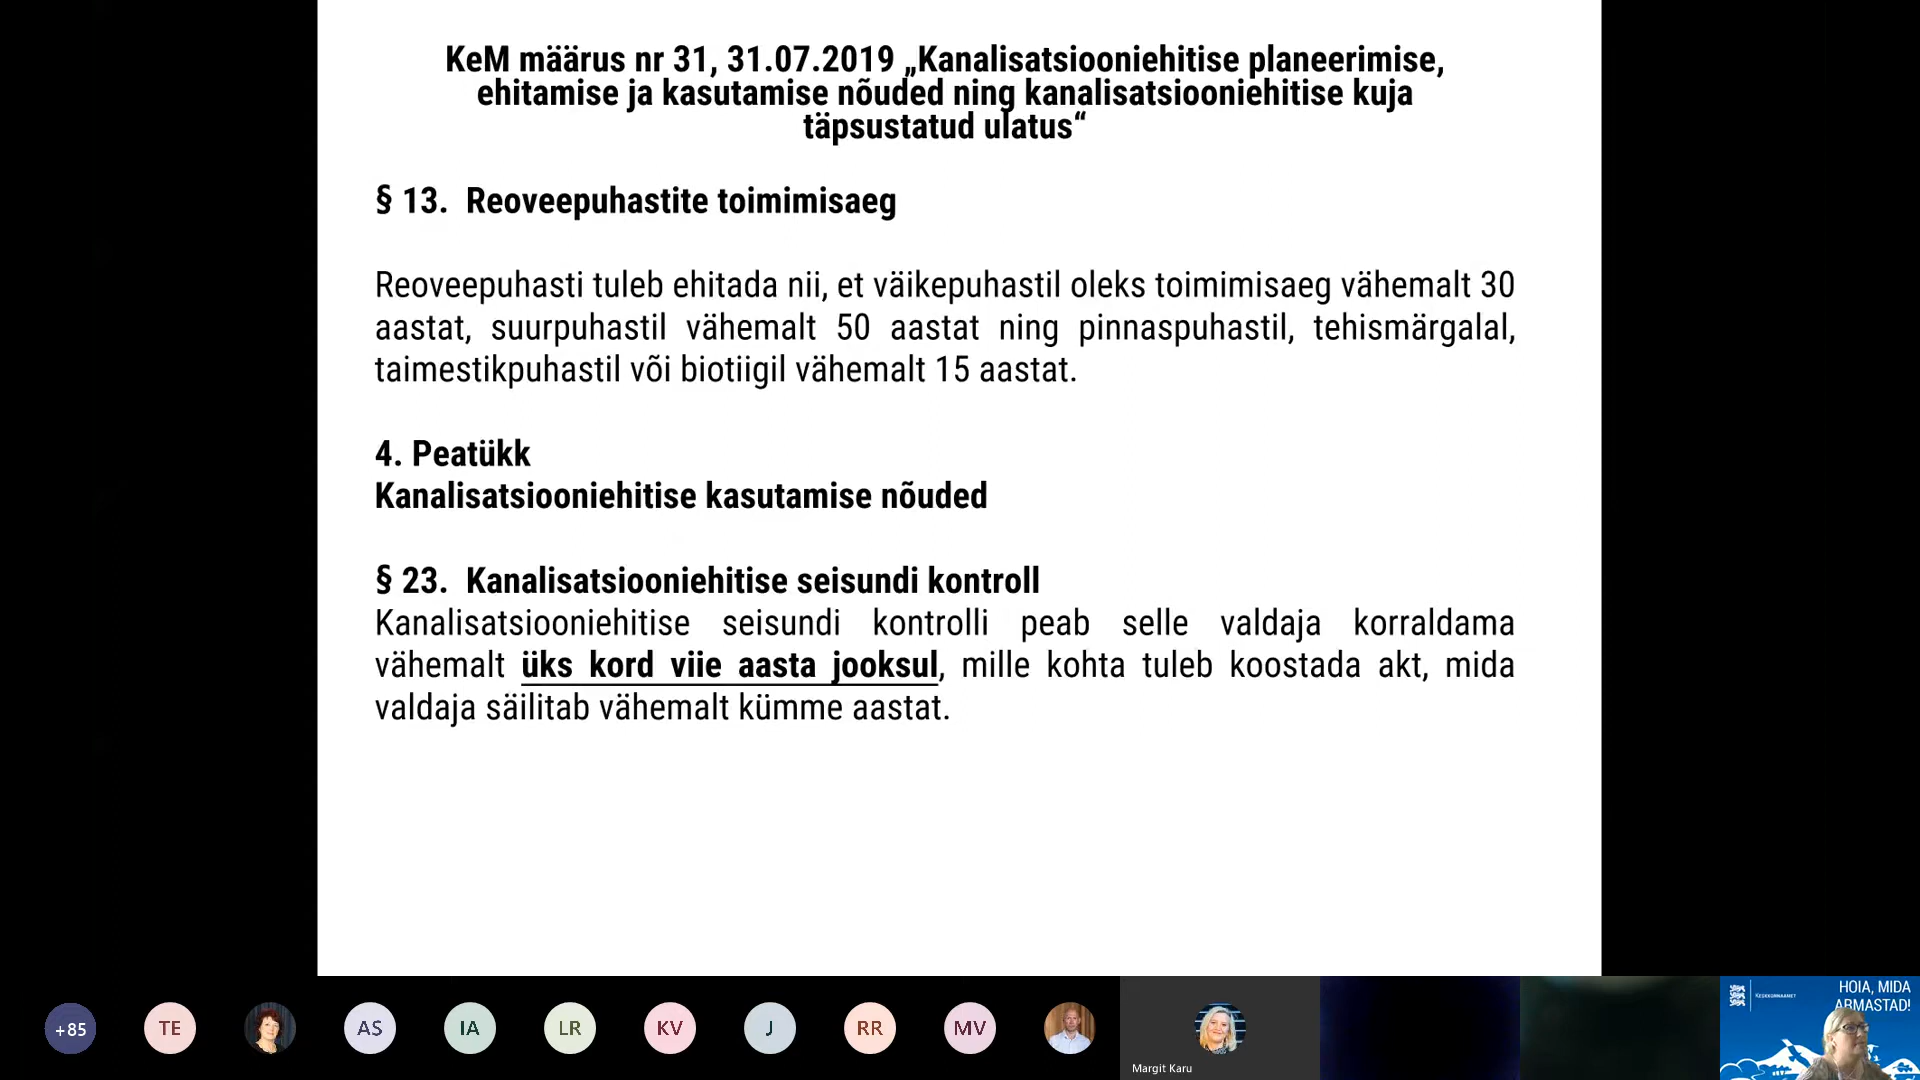 KeM määrus nr 31, 31.07.2019 „Kanalisatsiooniehitise planeerimise,
ehitamise ja kasutamise nõuded ning kanalisatsiooniehitise kuja
täpsustatud ulatus“
§ 13. Reoveepuhastite toimimisaeg
Reoveepuhasti tuleb ehitada nii, et väikepuhastil oleks toimimisaeg vähemalt 30
aastat, suurpuhastil vähemalt 50 aastat ning pinnaspuhastil, tehismärgalal,
taimestikpuhastil või biotiigil vähemalt 15 aastat.
4. Peatükk
Kanalisatsiooniehitise kasutamise nõuded
§ 23. Kanalisatsiooniehitise seisundi kontroll
Kanalisatsiooniehitise seisundi kontrolli peab selle valdaja korraldama
vähemalt üks kord viie aasta jooksul, mille kohta tuleb koostada akt, mida
valdaja säilitab vähemalt kümme aastat.
+85 TE AS IA LR KV J RR MV
Margit Karu
KESKKONNAAMET
HOIA, MIDA
ARMASTAD!